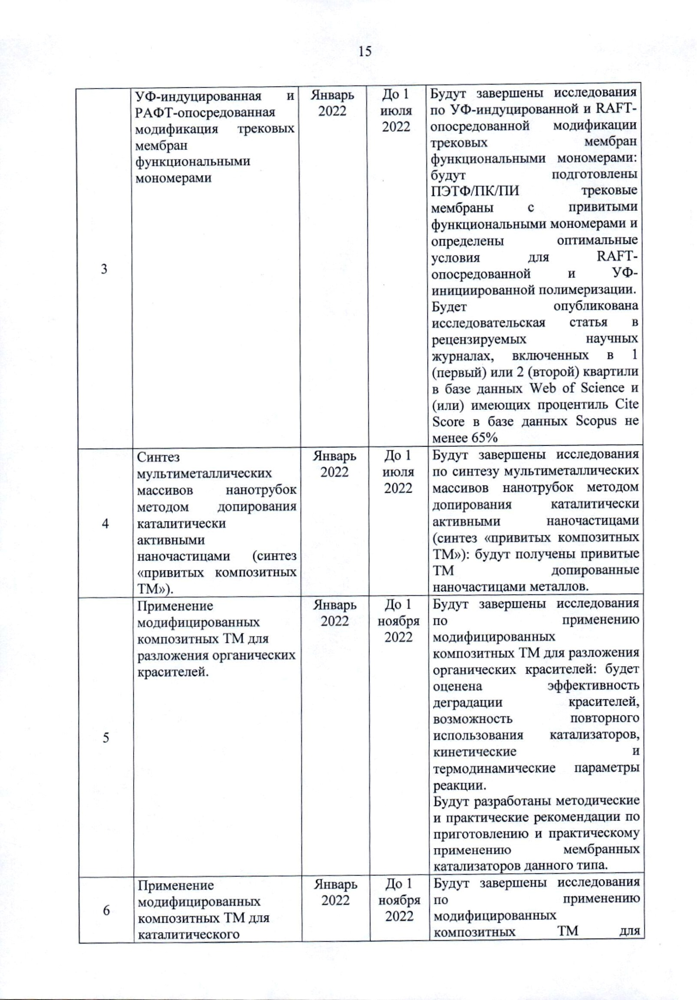 15
3
УФ-индуцированная и
РАФТ-опосредованная
модификация трековых
мембран
функциональными
мономерами
Январь
2022
До 1
июля
2022
Будут завершены исследования
по УФ-индуцированной и RAFT-
опосредованной модификации
трековых мембран
функциональными мономерами:
будут подготовлены
ПЭТФ/ПК/ПИ трековые
мембраны с привитыми
функциональными мономерами и
определены оптимальные
условия для RAFT-
опосредованной и УФ-
инициированной полимеризации.
Будет опубликована
исследовательская статья в
рецензируемых научных
журналах, включенных в 1
(первый) или 2 (второй) квартили
в базе данных Web of Science и
(или) имеющих процентиль Cite
Score в базе данных Scopus не
менее 65%
4
Синтез
мультиметаллических
массивов нанотрубок
методом допирования
каталитически
активными
наночастицами (синтез
«привитых композитных
ТМ»).
Январь
2022
До 1
июля
2022
Будут завершены исследования
по синтезу мультиметаллических
массивов нанотрубок методом
допирования каталитически
активными наночастицами
(синтез «привитых композитных
ТМ»): будут получены привитые
ТМ допированные
наночастицами металлов.
5
Применение
модифицированных
композитных ТМ для
разложения органических
красителей.
Январь
2022
До 1
ноября
2022
Будут завершены исследования
по применению
модифицированных
композитных ТМ для разложения
органических красителей: будет
оценена эффективность
деградации красителей,
возможность повторного
использования катализаторов,
кинетические и
термодинамические параметры
реакции.
Будут разработаны методические
и практические рекомендации по
приготовлению и практическому
применению мембранных
катализаторов данного типа.
6
Применение
модифицированных
композитных ТМ для
каталитического
Январь
2022
До 1
ноября
2022
Будут завершены исследования
по применению
модифицированных
композитных ТМ для